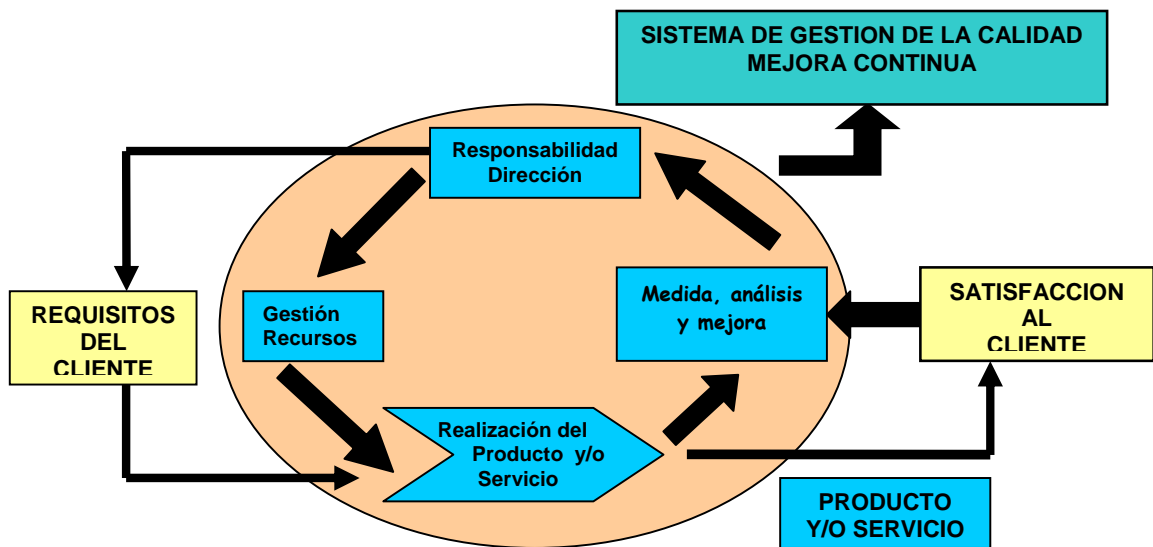 SISTEMA DE GESTION DE LA CALIDAD
MEJORA CONTINUA
Responsabilidad
Dirección
REQUISITOS
DEL
CLIENTE
Gestión
Recursos
Medida, análisis
y mejora
SATISFACCION
AL
CLIENTE
Realización del
Producto y/o
Servicio
PRODUCTO
Y/O SERVICIO